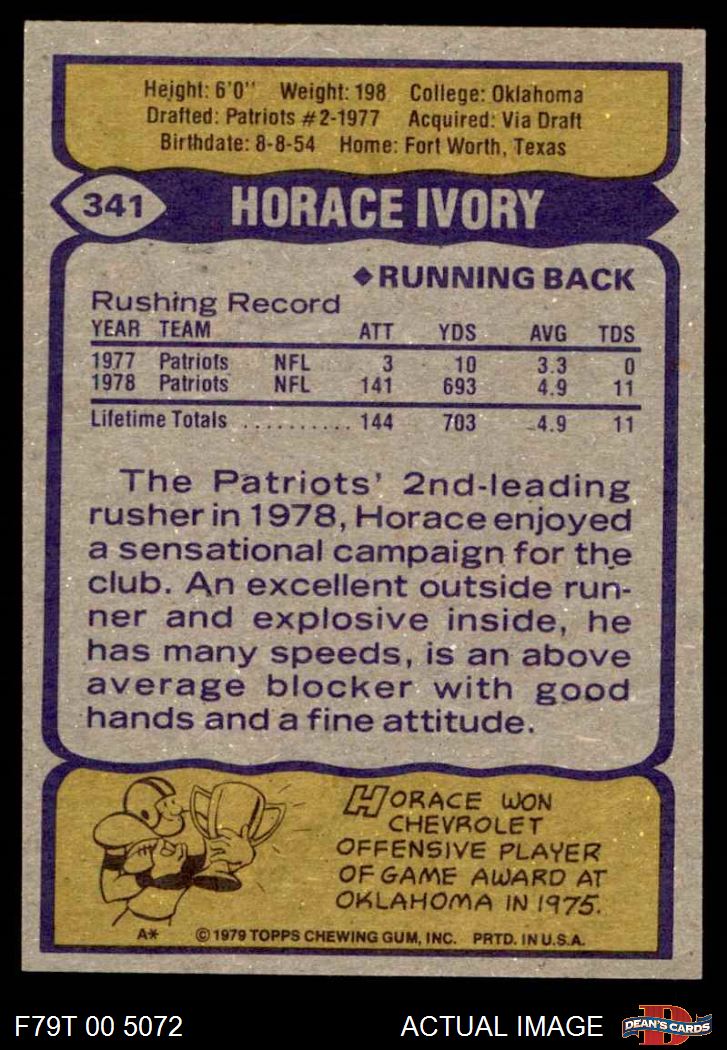 Height: 6'0" Weight: 198 College: Oklahoma
Drafted: Patriots #2-1977 Acquired: Via Draft
Birthdate: 8-8-54 Home: Fort Worth, Texas
341 HORACE IVORY
◆RUNNING BACK
Rushing Record
YEAR TEAM ATT YDS AVG TDS
1977 Patriots NFL 3 10 3.3 0
1978 Patriots NFL 141 693 4.9 11
Lifetime Totals .......... 144 703 4.9 11
The Patriots' 2nd-leading
rusher in 1978, Horace enjoyed
a sensational campaign for the
club. An excellent outside run-
ner and explosive inside, he
has many speeds, is an above
average blocker with good
hands and a fine attitude.
HORACE WON
CHEVROLET
OFFENSIVE PLAYER
OF GAME AWARD AT
OKLAHOMA IN 1975.
A* © 1979 TOPPS CHEWING GUM, INC. PRTD. IN U.S.A.
F79T 00 5072 ACTUAL IMAGE D DEAN'S CARDS